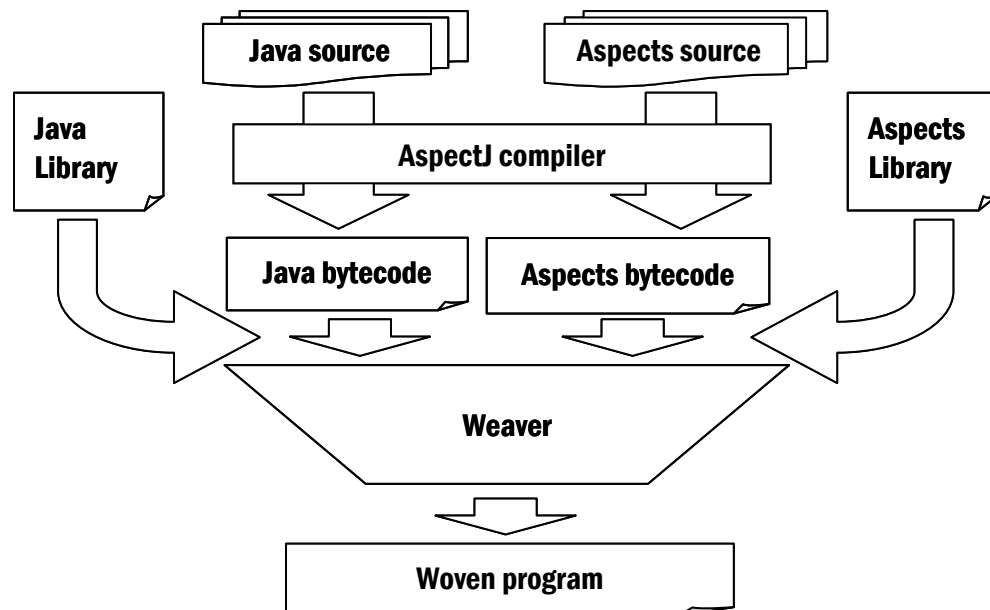 Java source
Aspects source
Java
Library
AspectJ compiler
Aspects
Library
Java bytecode
Aspects bytecode
Weaver
Woven program